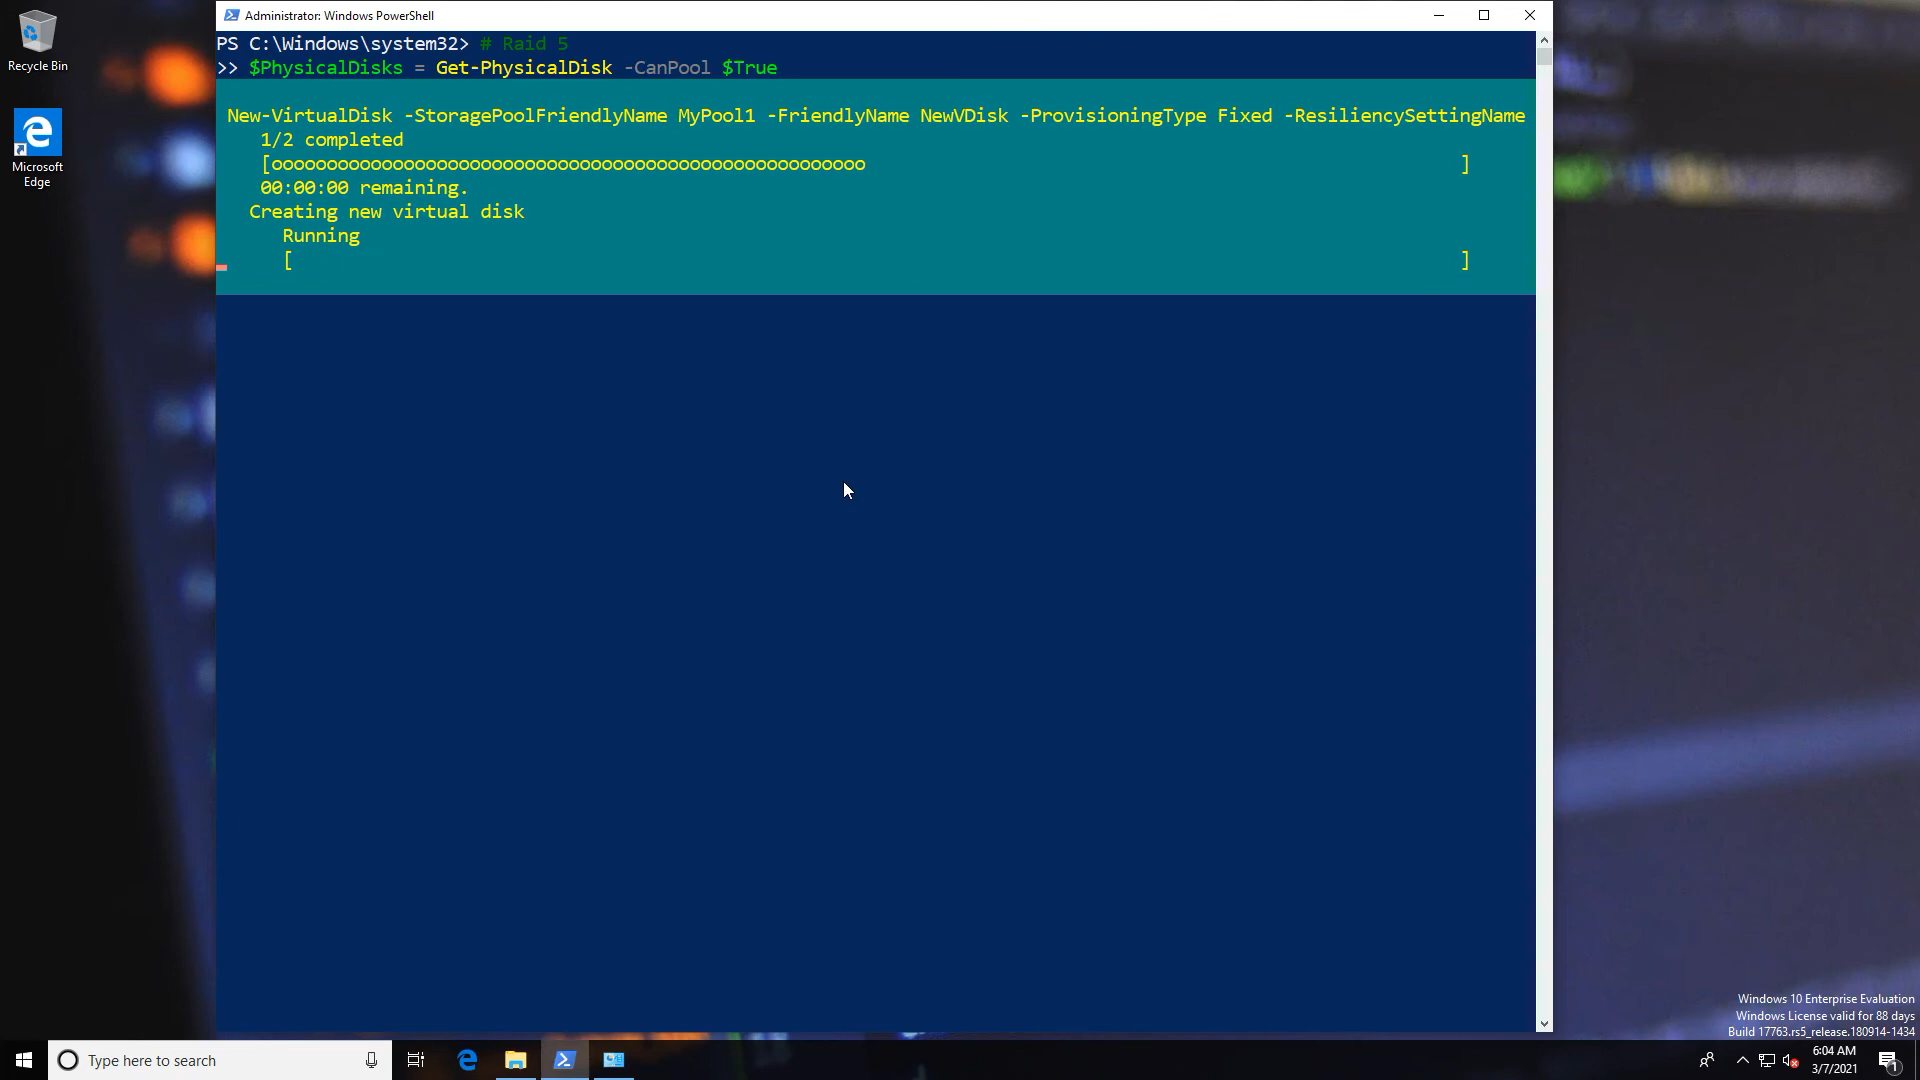 Administrator: Windows PowerShell
PS C:\Windows\system32> # Raid 5
>> $PhysicalDisks = Get-PhysicalDisk -CanPool $True
New-VirtualDisk -StoragePoolFriendlyName MyPool1 -FriendlyName NewVDisk -ProvisioningType Fixed -ResiliencySettingName
1/2 completed
[oooooooooooooooooooooooooooooooooooooooooooooooooooooo ]
00:00:00 remaining.
Creating new virtual disk
Running
[ ]
Recycle Bin
Microsoft
Edge
Windows 10 Enterprise Evaluation
Windows License valid for 88 days
Build 17763.rs5_release.180914-1434
Type here to search
6:04 AM
3/7/2021
1